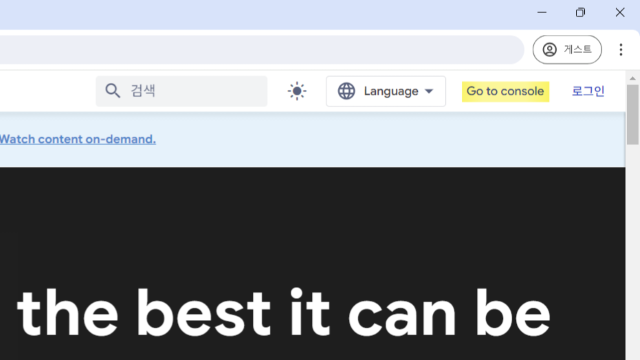 게스트
검색 Language Go to console 로그인
Watch content on-demand.
the best it can be